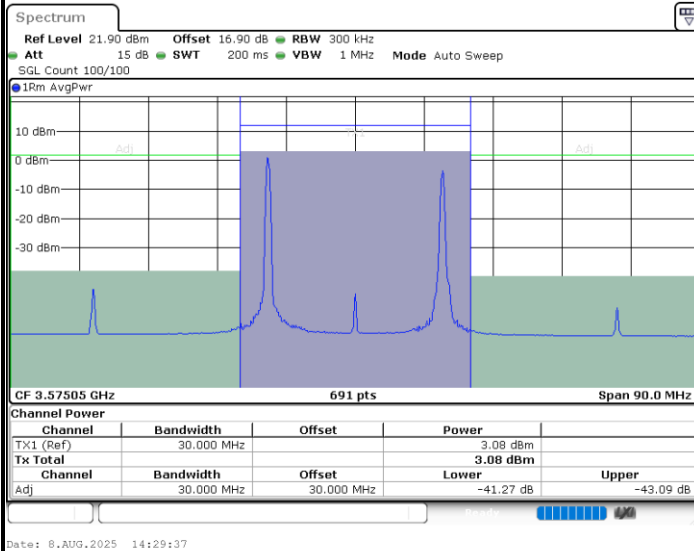 Spectrum
Ref Level 21.90 dBm Offset 16.90 dB RBW 300 kHz
Att 15 dB SWT 200 ms VBW 1 MHz Mode Auto Sweep
SGL Count 100/100
1Rm AvgPwr
10 dBm
Adj Adj
0 dBm
-10 dBm
-20 dBm
-30 dBm
CF 3.57505 GHz 691 pts Span 90.0 MHz
Channel Power
Channel Bandwidth Offset Power
TX1 (Ref) 30.000 MHz 3.08 dBm
Tx Total 3.08 dBm
Channel Bandwidth Offset Lower Upper
Adj 30.000 MHz 30.000 MHz -41.27 dB -43.09 dB
Ready
Date: 8.AUG.2025 14:29:37